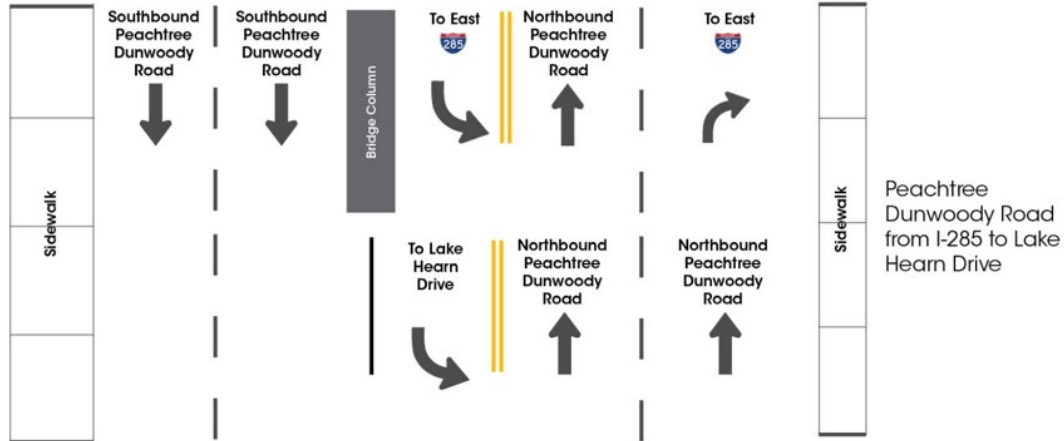 Southbound
Peachtree
Dunwoody
Road
Southbound
Peachtree
Dunwoody
Road
Bridge Column
To East
285
Northbound
Peachtree
Dunwoody
Road
To East
285
Sidewalk
To Lake
Hearn
Drive
Northbound
Peachtree
Dunwoody
Road
Northbound
Peachtree
Dunwoody
Road
Sidewalk
Peachtree
Dunwoody Road
from I-285 to Lake
Hearn Drive